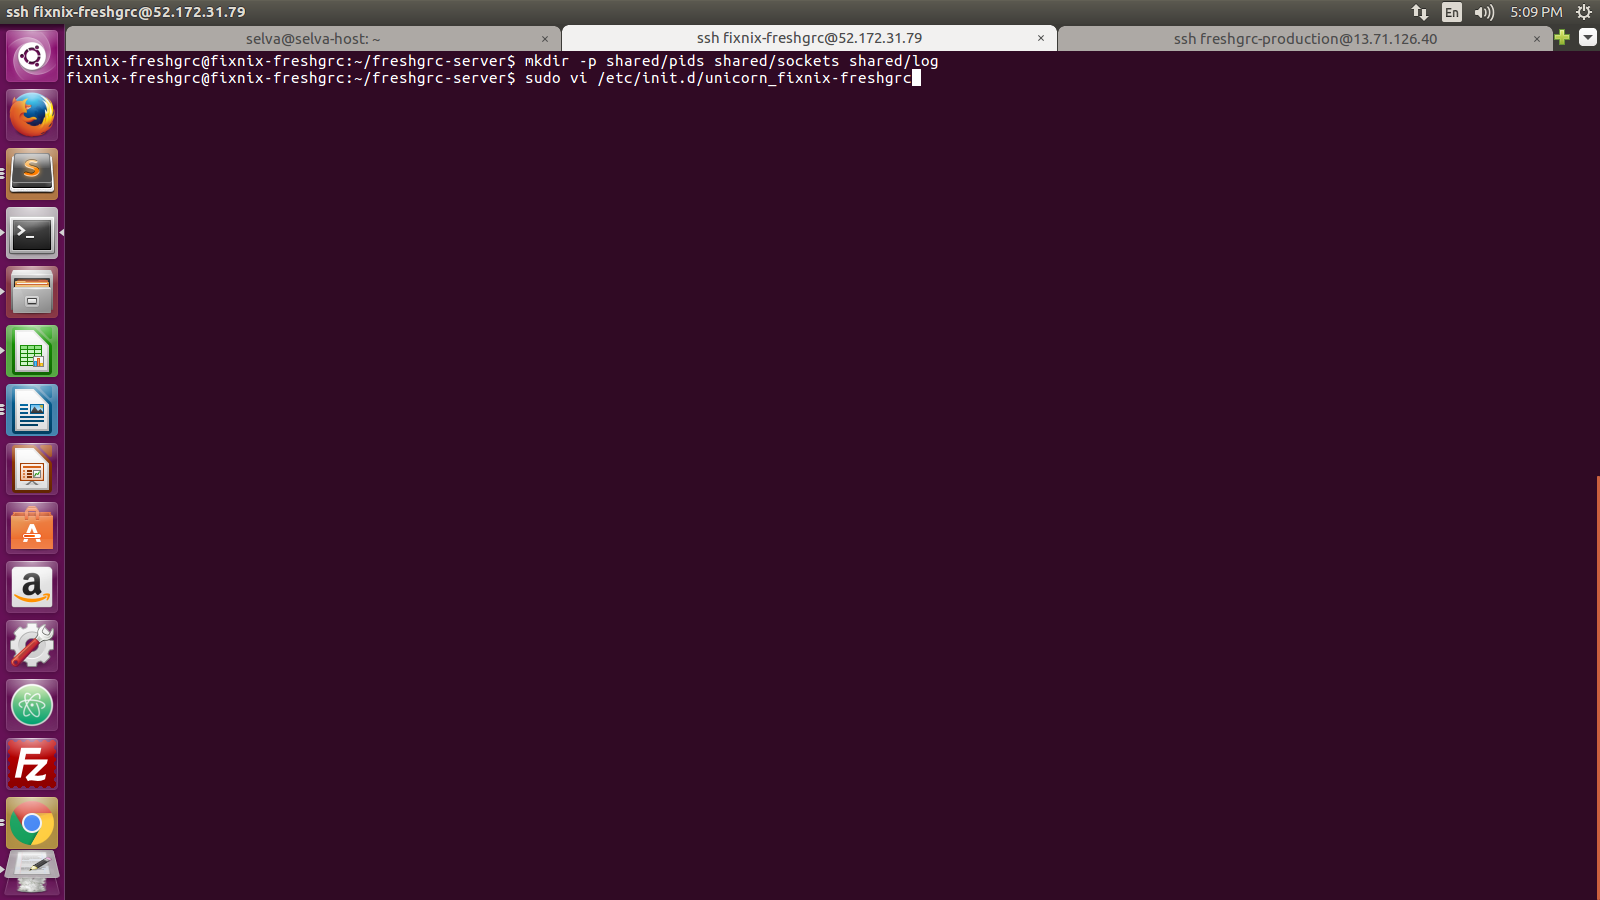 ssh fixnix-freshgrc@52.172.31.79
En
5:09 PM
selva@selva-host: ~
ssh fixnix-freshgrc@52.172.31.79
ssh freshgrc-production@13.71.126.40
fixnix-freshgrc@fixnix-freshgrc:~/freshgrc-server$ mkdir -p shared/pids shared/sockets shared/log
fixnix-freshgrc@fixnix-freshgrc:~/freshgrc-server$ sudo vi /etc/init.d/unicorn_fixnix-freshgrc